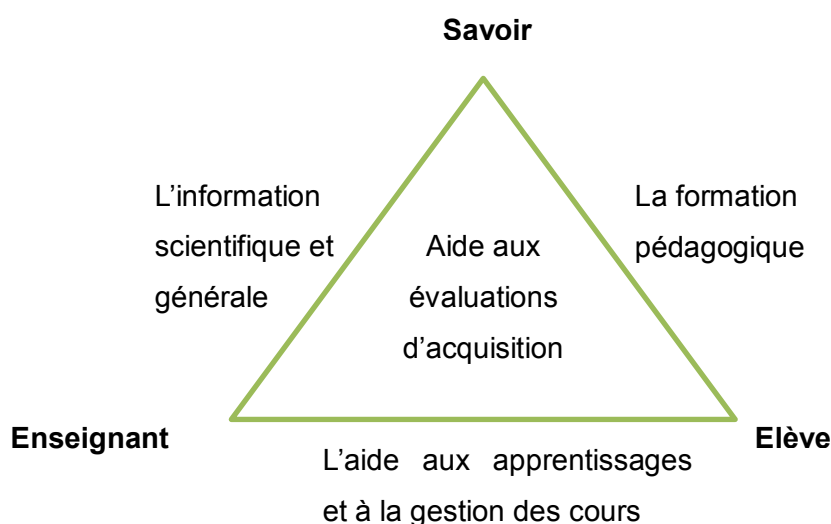 Savoir
L’information
scientifique et
générale
La formation
pédagogique
Aide aux
évaluations
d’acquisition
Enseignant
Elève
L’aide aux apprentissages
et à la gestion des cours